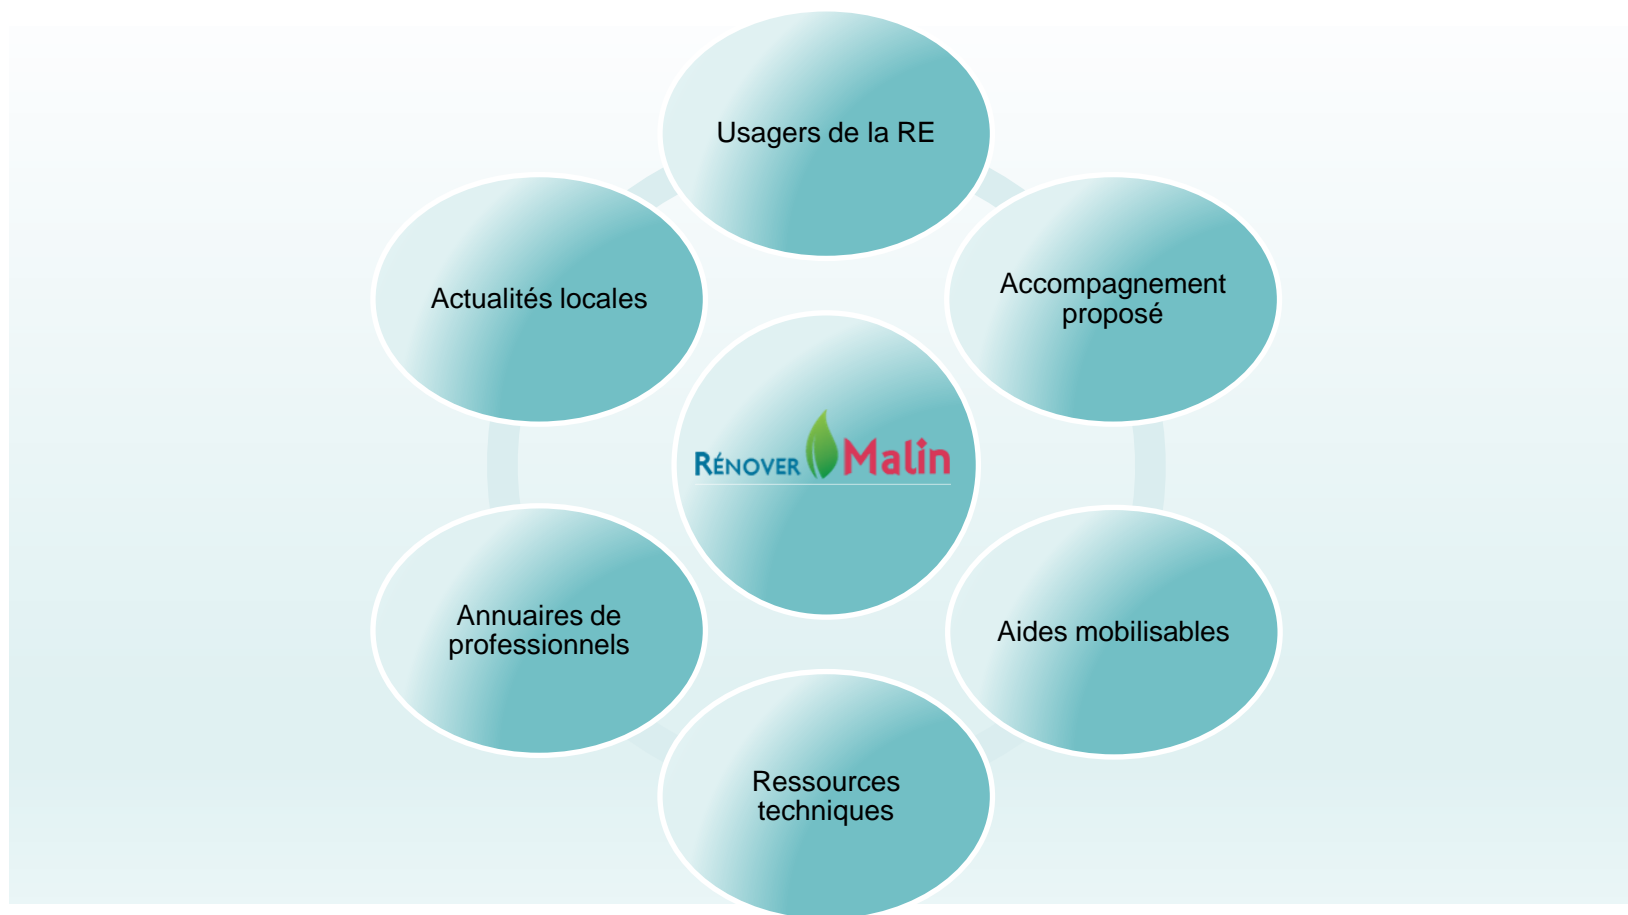 Usagers de la RE
Accompagnement
proposé
Actualités locales
RÉNOVER Malin
Annuaires de
professionnels
Aides mobilisables
Ressources
techniques